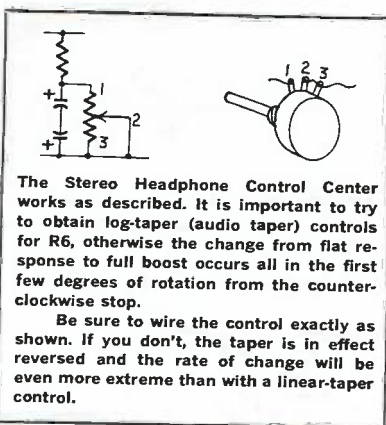 + 1
2
+ 3
1 2 3
The Stereo Headphone Control Center
works as described. It is important to try
to obtain log-taper (audio taper) controls
for R6, otherwise the change from flat re-
sponse to full boost occurs all in the first
few degrees of rotation from the counter-
clockwise stop.
Be sure to wire the control exactly as
shown. If you don't, the taper is in effect
reversed and the rate of change will be
even more extreme than with a linear-taper
control.